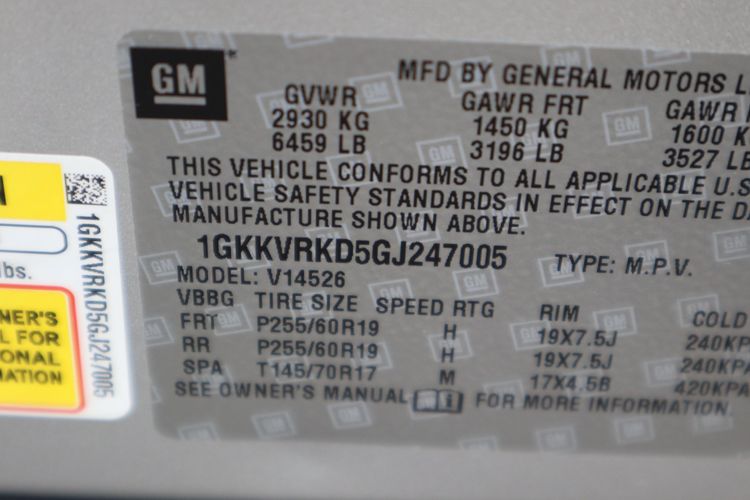 GM
MFD BY GENERAL MOTORS
GVWR GAWR FRT GAWR
2930 KG 1450 KG 1600 KG
6459 LB 3196 LB 3527 LB
THIS VEHICLE CONFORMS TO ALL APPLICABLE U.S
VEHICLE SAFETY STANDARDS IN EFFECT ON THE
MANUFACTURE SHOWN ABOVE.
1GKKVRKD5GJ247005 TYPE: M.P.V.
MODEL: V14526
VBBG TIRE SIZE SPEED RTG RIM COLD
FRT P255/60R19 H 19X7.5J 240KPA
RR P255/60R19 H 19X7.5J 240KPA
SPA T145/70R17 M 17X4.5B 420KPA
SEE OWNER'S MANUAL FOR MORE INFORMATION.
1GKKVRKD5GJ247005
lbs.
NER'S
FOR
ONAL
MATION